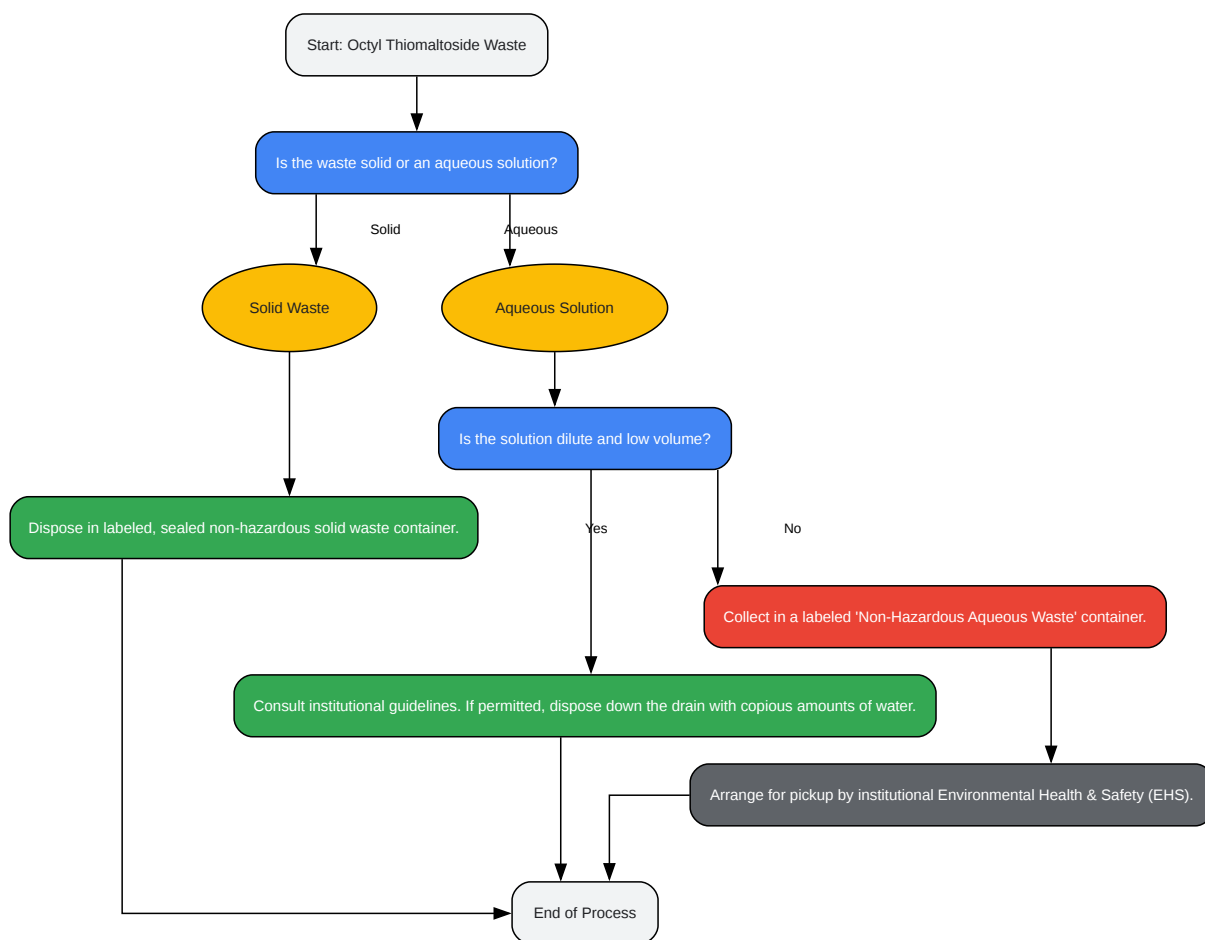 Start: Octyl Thiomaltoside Waste
Is the waste solid or an aqueous solution?
Solid
Aqueous
Solid Waste
Aqueous Solution
Is the solution dilute and low volume?
Dispose in labeled, sealed non-hazardous solid waste container.
Yes
No
Collect in a labeled 'Non-Hazardous Aqueous Waste' container.
Consult institutional guidelines. If permitted, dispose down the drain with copious amounts of water.
Arrange for pickup by institutional Environmental Health & Safety (EHS).
End of Process